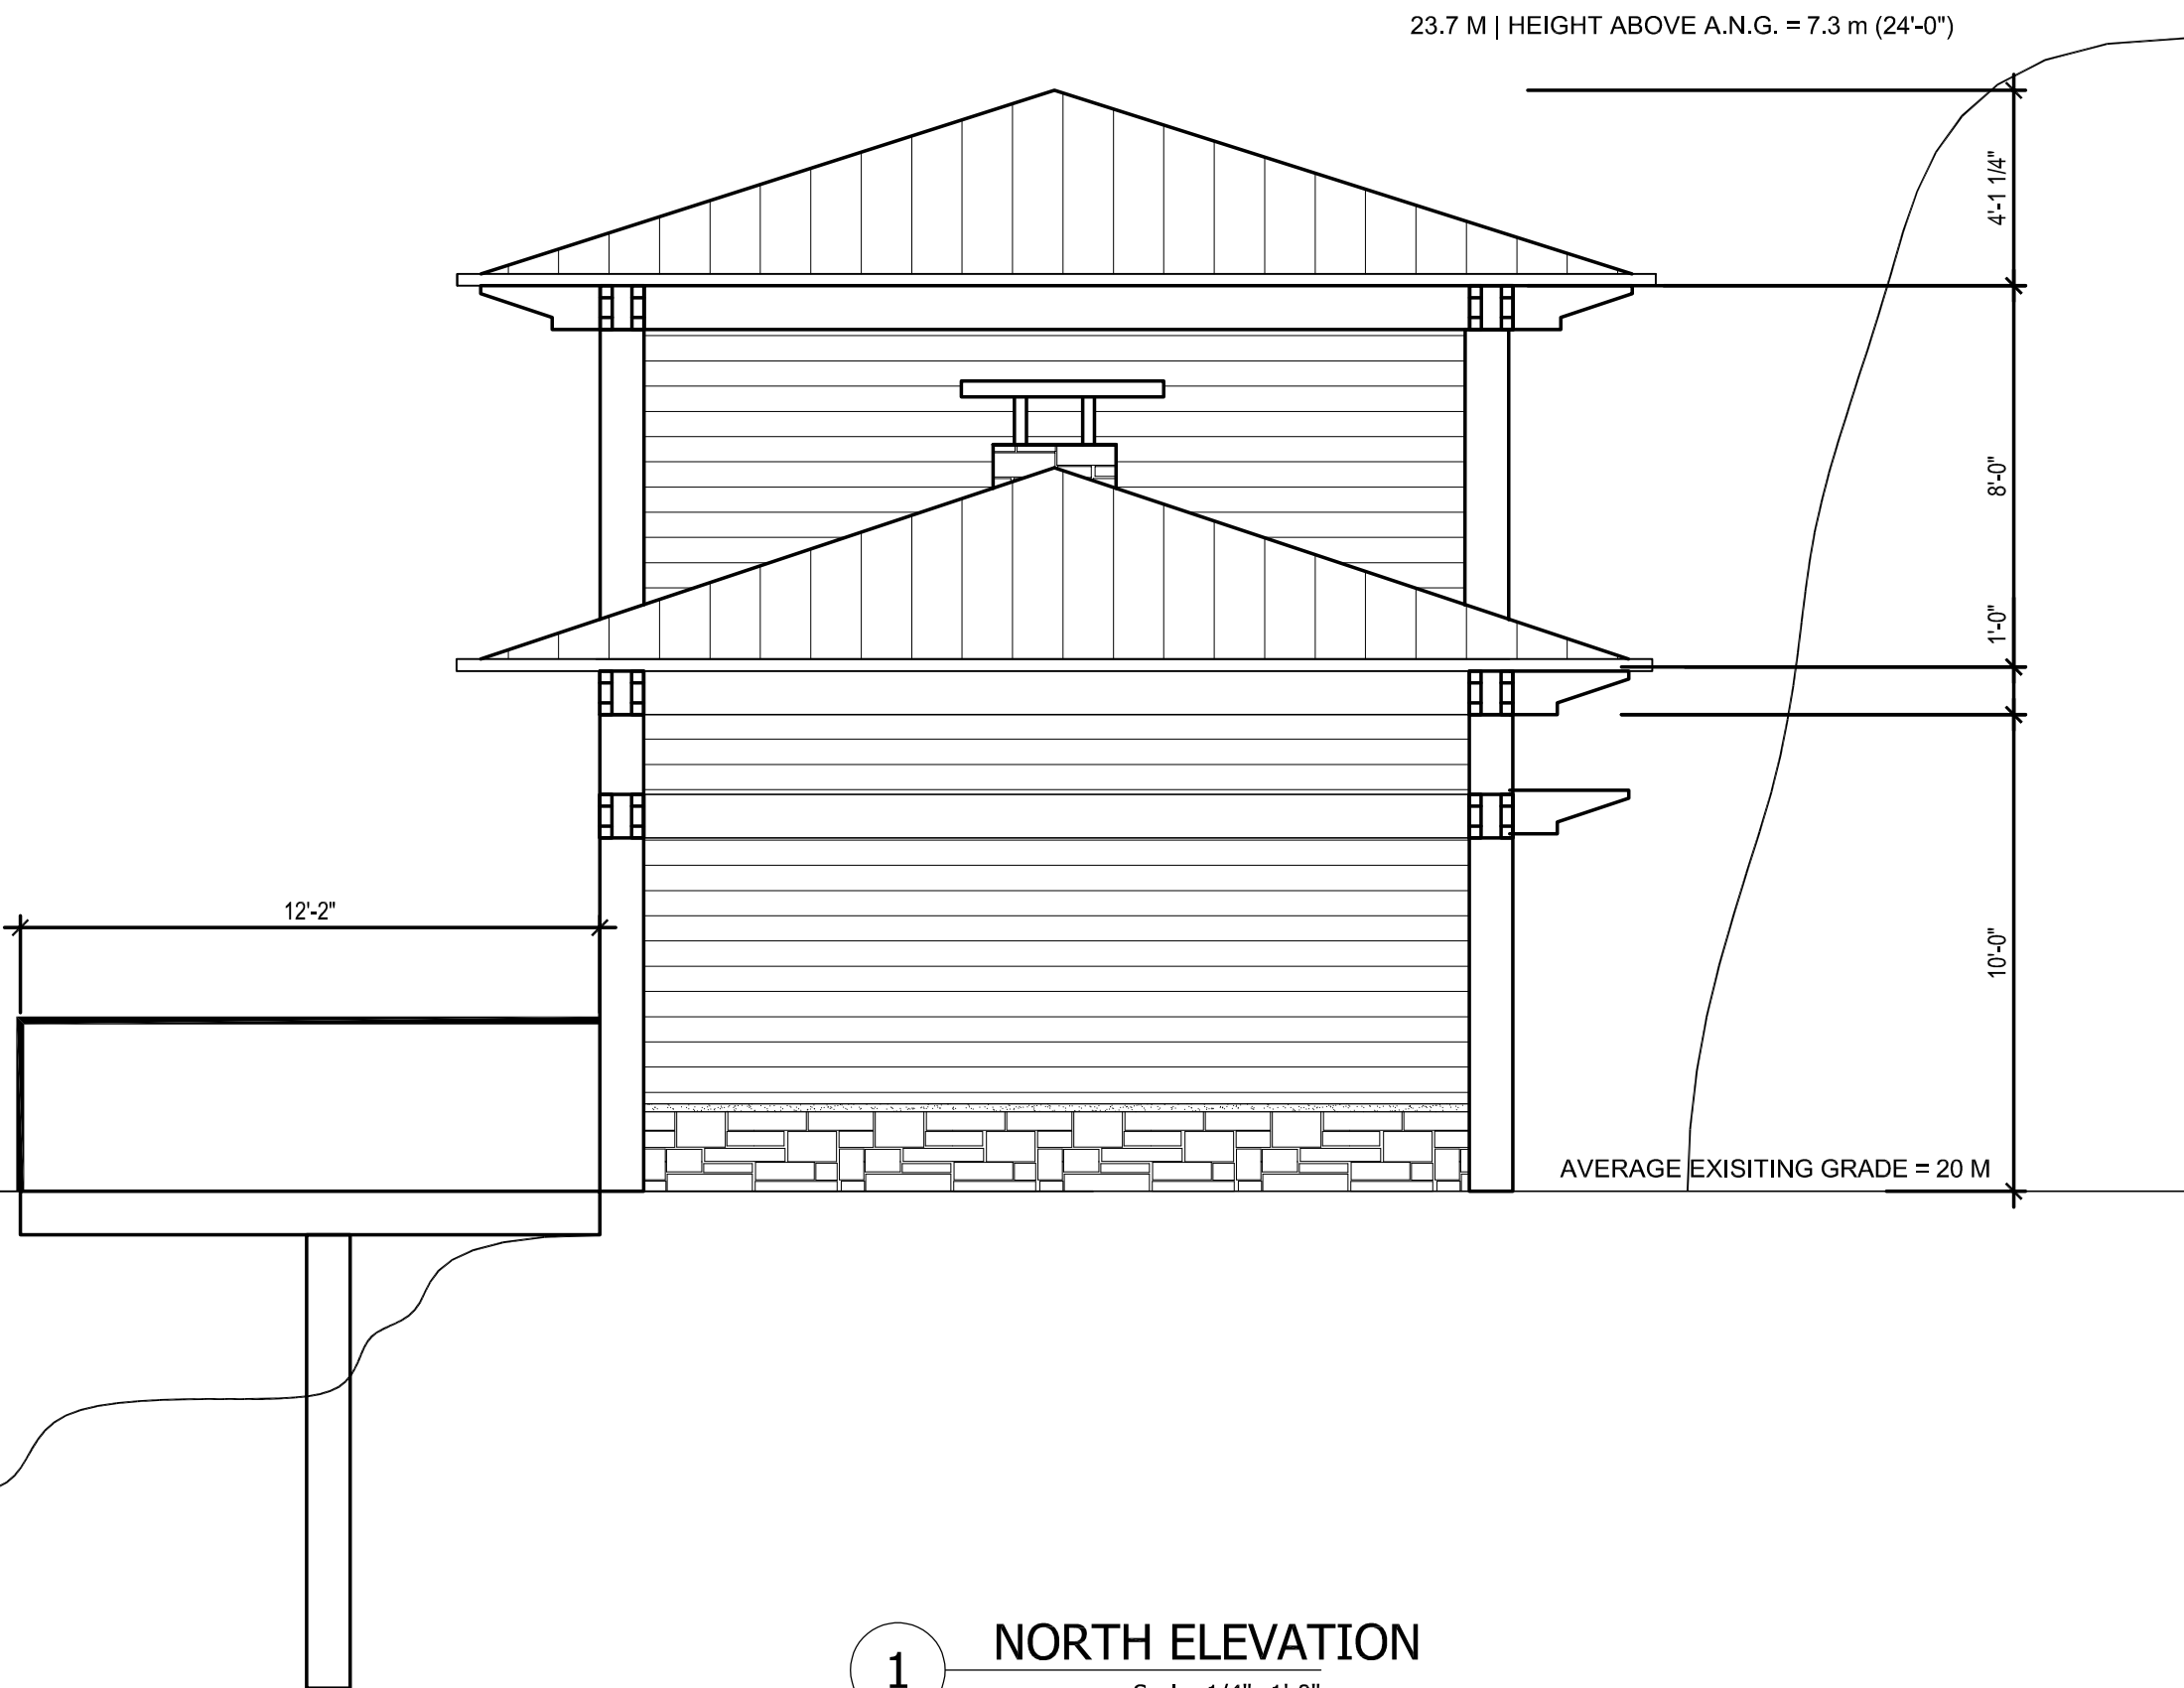 23.7 M | HEIGHT ABOVE A.N.G. = 7.3 m (24'-0")
4'-1 1/4"
8'-0"
1'-0"
12'-2"
10'-0"
AVERAGE EXISITING GRADE = 20 M
1
NORTH ELEVATION